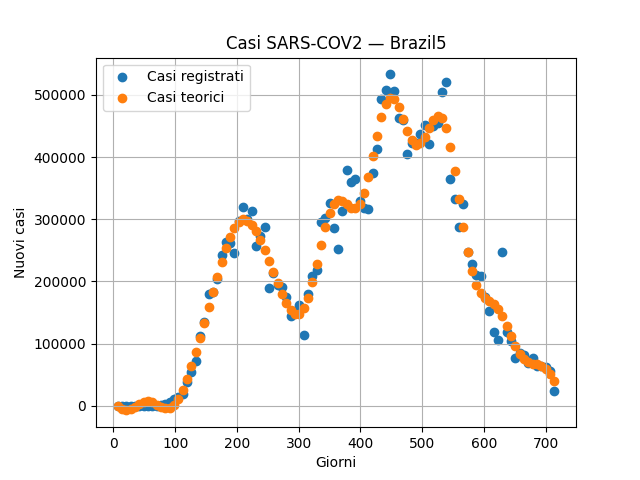 Casi SARS-COV2 — Brazil5
Casi registrati
Casi teorici
500000
400000
300000
200000
100000
0
Nuovi casi
0 100 200 300 400 500 600 700
Giorni